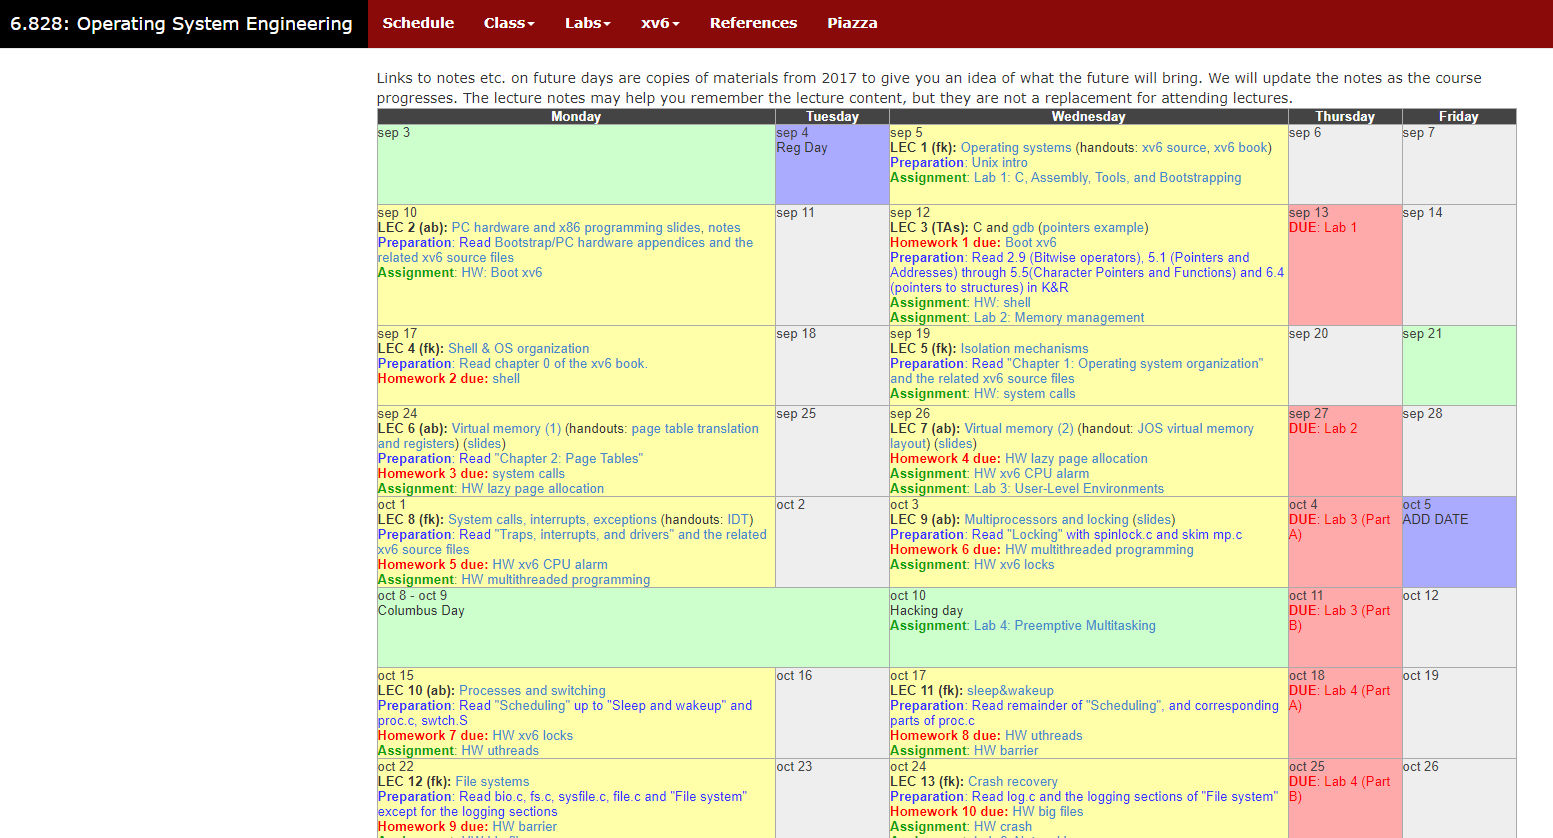 6.828: Operating System Engineering
Schedule Class Labs xv6 References Piazza
Links to notes etc. on future days are copies of materials from 2017 to give you an idea of what the future will bring. We will update the notes as the course
progresses. The lecture notes may help you remember the lecture content, but they are not a replacement for attending lectures.
Monday Tuesday Wednesday Thursday Friday
sep 3
sep 4
Reg Day
sep 5
LEC 1 (fk): Operating systems (handouts: xv6 source, xv6 book)
Preparation: Unix intro
Assignment: Lab 1: C, Assembly, Tools, and Bootstrapping
sep 6
sep 7
sep 10
LEC 2 (ab): PC hardware and x86 programming slides, notes
Preparation: Read Bootstrap/PC hardware appendices and the
related xv6 source files
Assignment: HW: Boot xv6
sep 11
sep 12
LEC 3 (TAs): C and gdb (pointers example)
Homework 1 due: Boot xv6
Preparation: Read 2.9 (Bitwise operators), 5.1 (Pointers and
Addresses) through 5.5(Character Pointers and Functions) and 6.4
(pointers to structures) in K&R
Assignment: HW: shell
Assignment: Lab 2: Memory management
sep 13
DUE: Lab 1
sep 14
sep 17
LEC 4 (fk): Shell & OS organization
Preparation: Read chapter 0 of the xv6 book.
Homework 2 due: shell
sep 18
sep 19
LEC 5 (fk): Isolation mechanisms
Preparation: Read "Chapter 1: Operating system organization"
and the related xv6 source files
Assignment: HW: system calls
sep 20
sep 21
sep 24
LEC 6 (ab): Virtual memory (1) (handouts: page table translation
and registers) (slides)
Preparation: Read "Chapter 2: Page Tables"
Homework 3 due: system calls
Assignment: HW lazy page allocation
sep 25
sep 26
LEC 7 (ab): Virtual memory (2) (handout: JOS virtual memory
layout) (slides)
Homework 4 due: HW lazy page allocation
Assignment: HW xv6 CPU alarm
Assignment: Lab 3: User-Level Environments
sep 27
DUE: Lab 2
sep 28
oct 1
LEC 8 (fk): System calls, interrupts, exceptions (handouts: IDT)
Preparation: Read "Traps, interrupts, and drivers" and the related
xv6 source files
Homework 5 due: HW xv6 CPU alarm
Assignment: HW multithreaded programming
oct 2
oct 3
LEC 9 (ab): Multiprocessors and locking (slides)
Preparation: Read "Locking" with spinlock.c and skim mp.c
Homework 6 due: HW multithreaded programming
Assignment: HW xv6 locks
oct 4
DUE: Lab 3 (Part
A)
oct 5
ADD DATE
oct 8 - oct 9
Columbus Day
oct 10
Hacking day
Assignment: Lab 4: Preemptive Multitasking
oct 11
DUE: Lab 3 (Part
B)
oct 12
oct 15
LEC 10 (ab): Processes and switching
Preparation: Read "Scheduling" up to "Sleep and wakeup" and
proc.c, swtch.S
Homework 7 due: HW xv6 locks
Assignment: HW uthreads
oct 16
oct 17
LEC 11 (fk): sleep&wakeup
Preparation: Read remainder of "Scheduling", and corresponding
parts of proc.c
Homework 8 due: HW uthreads
Assignment: HW barrier
oct 18
DUE: Lab 4 (Part
A)
oct 19
oct 22
LEC 12 (fk): File systems
Preparation: Read bio.c, fs.c, sysfile.c, file.c and "File system"
except for the logging sections
Homework 9 due: HW barrier
oct 23
oct 24
LEC 13 (fk): Crash recovery
Preparation: Read log.c and the logging sections of "File system"
Homework 10 due: HW big files
Assignment: HW crash
oct 25
DUE: Lab 4 (Part
B)
oct 26